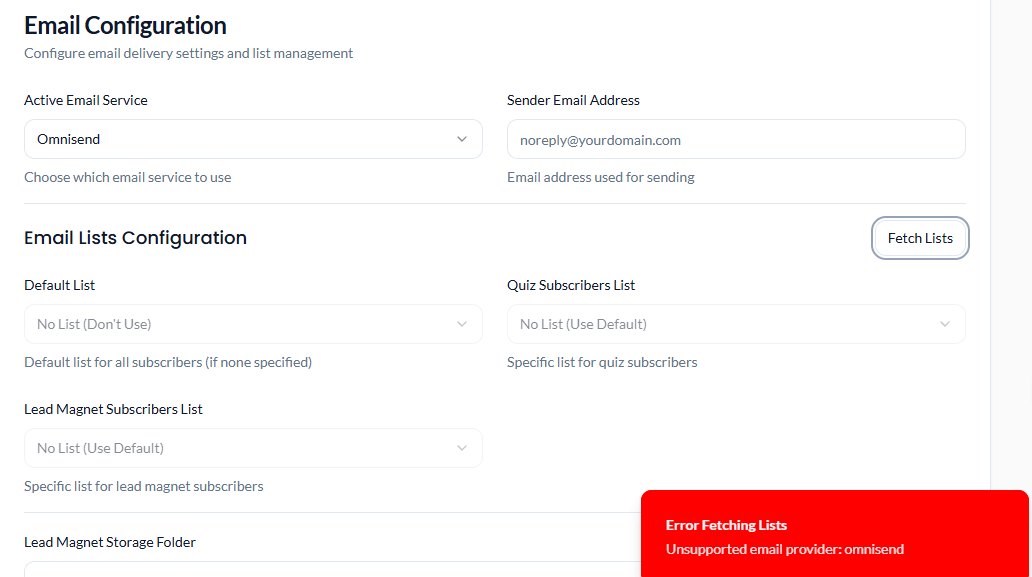 Email Configuration
Configure email delivery settings and list management
Active Email Service
Sender Email Address
Omnisend
noreply@yourdomain.com
Choose which email service to use
Email address used for sending
Email Lists Configuration
Fetch Lists
Default List
Quiz Subscribers List
No List (Don't Use)
No List (Use Default)
Default list for all subscribers (if none specified)
Specific list for quiz subscribers
Lead Magnet Subscribers List
No List (Use Default)
Specific list for lead magnet subscribers
Error Fetching Lists
Unsupported email provider: omnisend
Lead Magnet Storage Folder